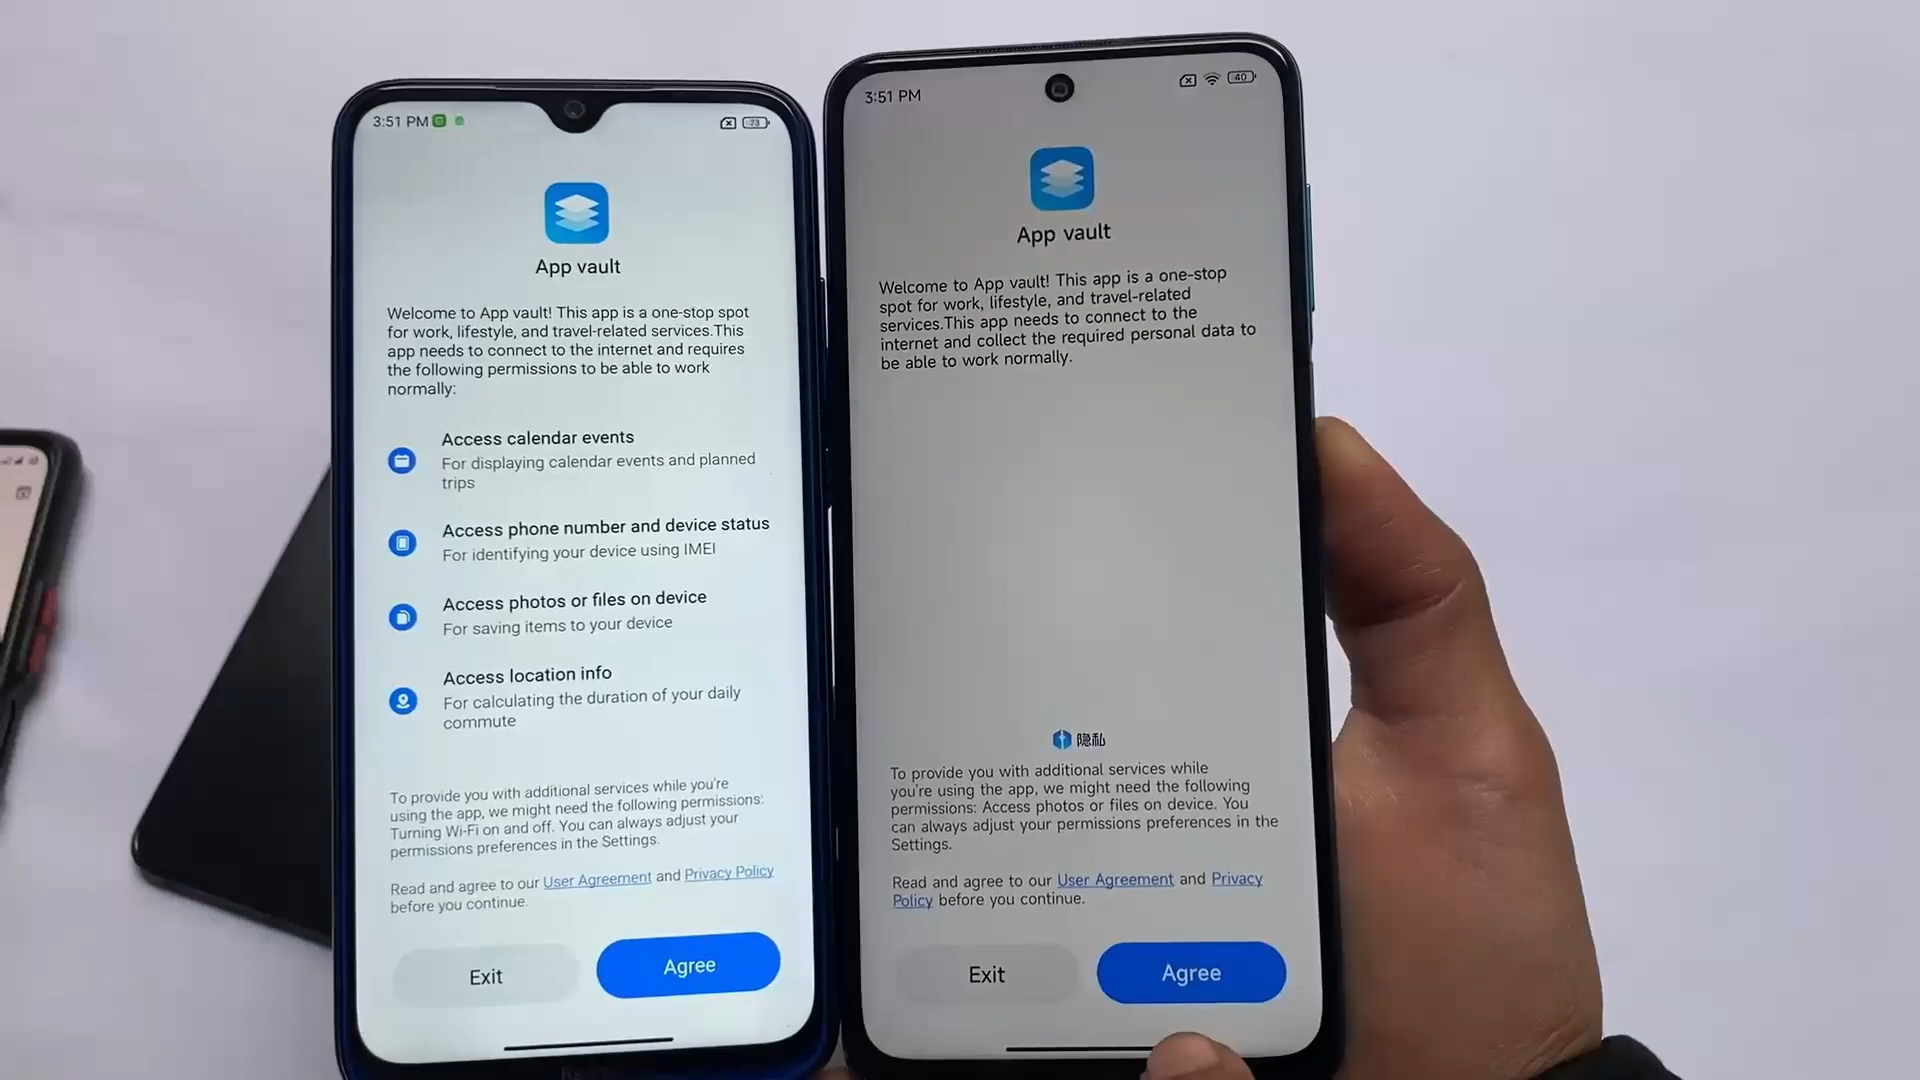 3:51 PM
73
App vault
Welcome to App vault! This app is a one-stop spot
for work, lifestyle, and travel-related services.This
app needs to connect to the internet and requires
the following permissions to be able to work
normally:
Access calendar events
For displaying calendar events and planned
trips
Access phone number and device status
For identifying your device using IMEI
Access photos or files on device
For saving items to your device
Access location info
For calculating the duration of your daily
commute
To provide you with additional services while you're
using the app, we might need the following permissions:
Turning Wi-Fi on and off. You can always adjust your
permissions preferences in the Settings.
Read and agree to our User Agreement and Privacy Policy
before you continue.
Exit
Agree
3:51 PM
40
App vault
Welcome to App vault! This app is a one-stop
spot for work, lifestyle, and travel-related
services.This app needs to connect to the
internet and collect the required personal data to
be able to work normally.
隐私
To provide you with additional services while
you're using the app, we might need the following
permissions: Access photos or files on device. You
can always adjust your permissions preferences in the
Settings.
Read and agree to our User Agreement and Privacy
Policy before you continue.
Exit
Agree